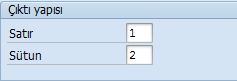 Çıktı yapısı
Satır 1
Sütun 2